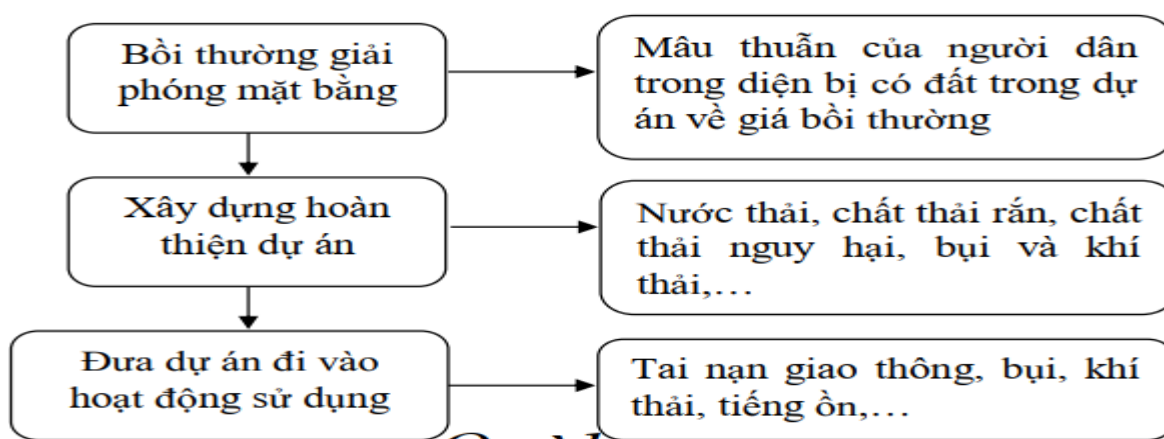 Bồi thường giải
phóng mặt bằng
Mâu thuẫn của người dân
trong diện bị có đất trong dự
án về giá bồi thường
Xây dựng hoàn
thiện dự án
Nước thải, chất thải rắn, chất
thải nguy hại, bụi và khí
thải,…
Đưa dự án đi vào
hoạt động sử dụng
Tai nạn giao thông, bụi, khí
thải, tiếng ồn,…